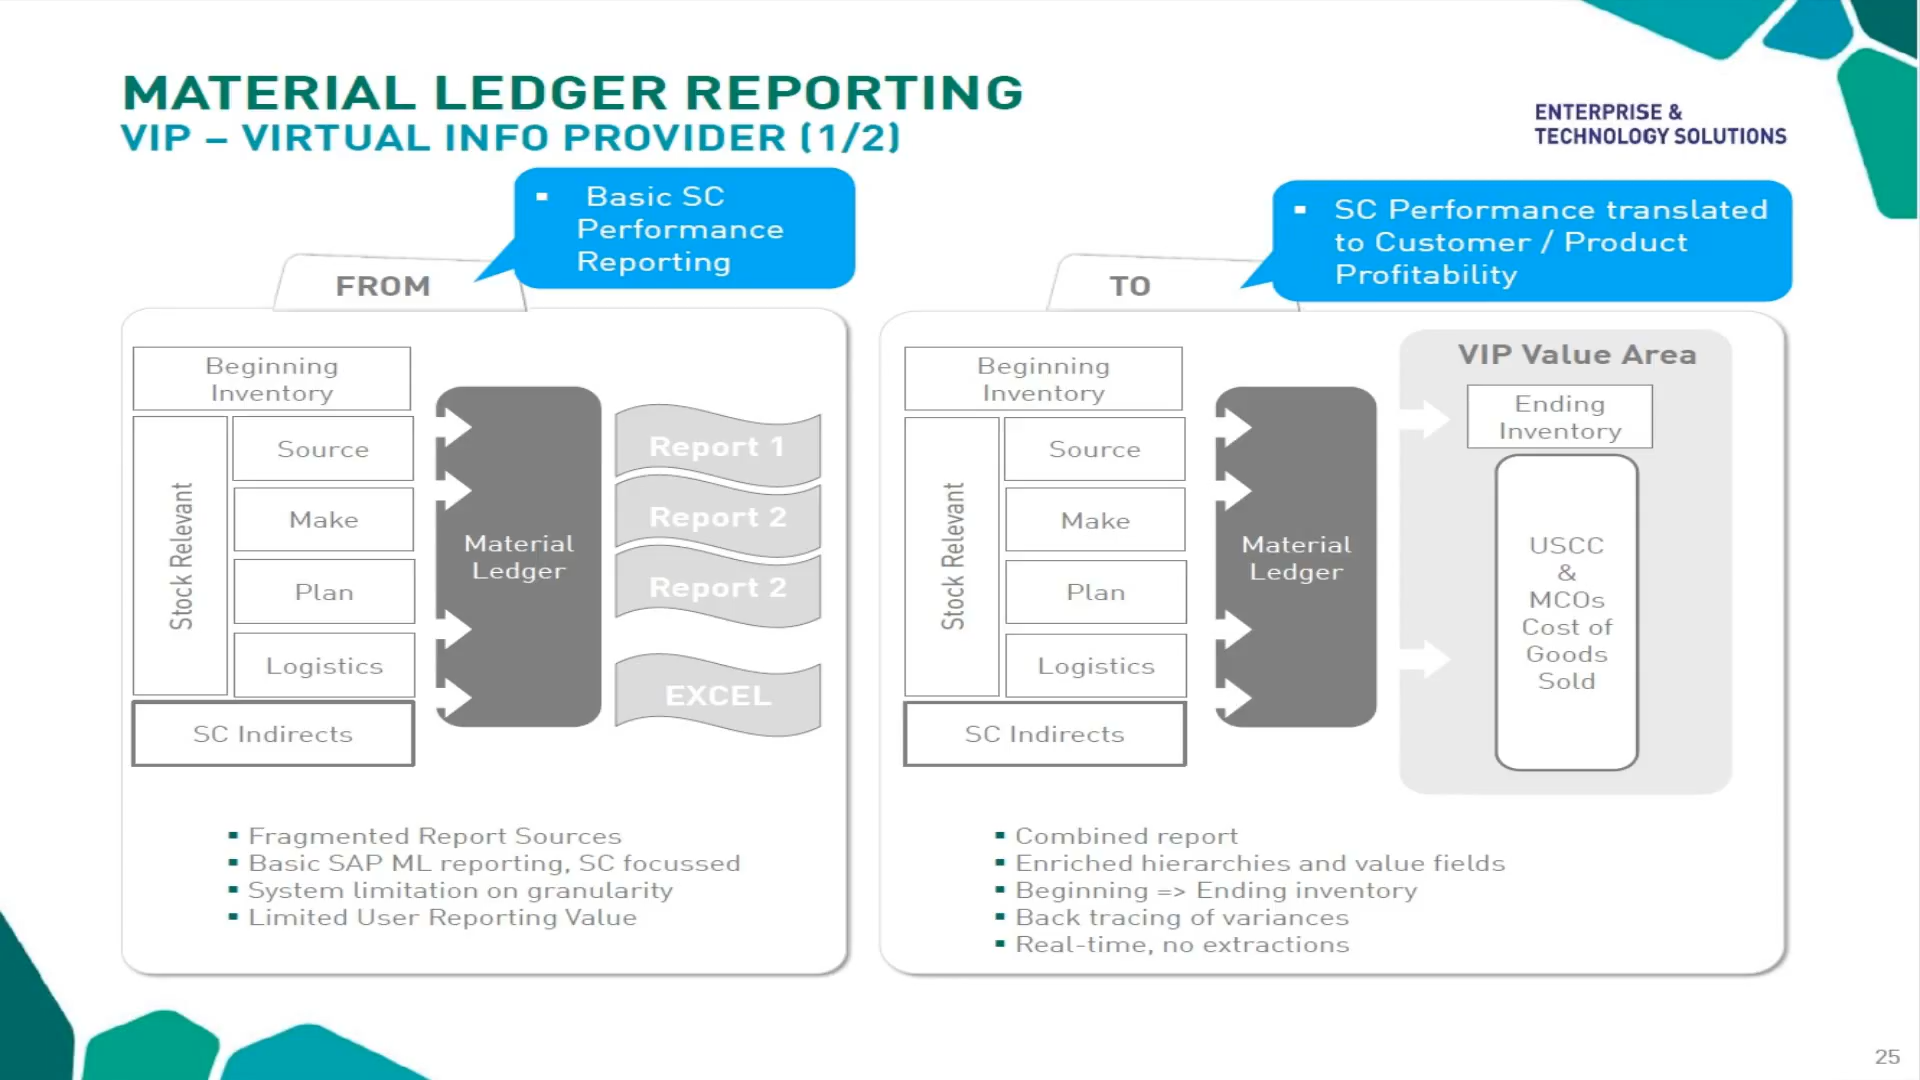 MATERIAL LEDGER REPORTING
VIP – VIRTUAL INFO PROVIDER (1/2)
ENTERPRISE &
TECHNOLOGY SOLUTIONS
▪ Basic SC
Performance
Reporting
FROM
Beginning
Inventory
Stock Relevant
Source
Make
Plan
Logistics
SC Indirects
Material
Ledger
Report 1
Report 2
Report 2
EXCEL
▪ Fragmented Report Sources
▪ Basic SAP ML reporting, SC focussed
▪ System limitation on granularity
▪ Limited User Reporting Value
▪ SC Performance translated
to Customer / Product
Profitability
TO
Beginning
Inventory
Stock Relevant
Source
Make
Plan
Logistics
SC Indirects
Material
Ledger
VIP Value Area
Ending
Inventory
USCC
&
MCOs
Cost of
Goods
Sold
▪ Combined report
▪ Enriched hierarchies and value fields
▪ Beginning => Ending inventory
▪ Back tracing of variances
▪ Real-time, no extractions
25